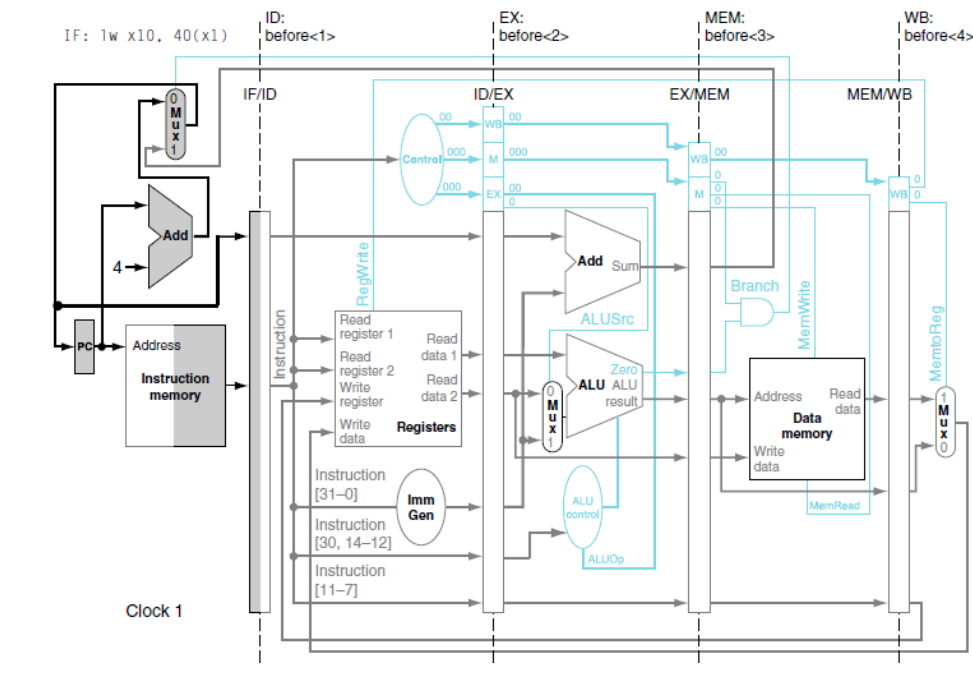 IF: lw x10, 40(x1)
ID:
before<1>
EX:
before<2>
MEM:
before<3>
WB:
before<4>
IF/ID
ID/EX
EX/MEM
MEM/WB
0
M
u
x
1
Control
00
000
000
WB
M
EX
00
000
00
0
WB
M
00
0
0
0
WB
0
0
Add
4
PC
Address
Instruction
memory
Instruction
RegWrite
Read
register 1
Read
register 2
Write
register
Write
data
Read
data 1
Read
data 2
Registers
Instruction
[31–0]
Imm
Gen
Instruction
[30, 14–12]
Instruction
[11–7]
Add
Sum
ALUSrc
0
M
u
x
1
ALU
Zero
ALU
result
ALU
control
ALUOp
Branch
MemWrite
Address
Read
data
Data
memory
Write
data
MemRead
MemtoReg
1
M
u
x
0
Clock 1